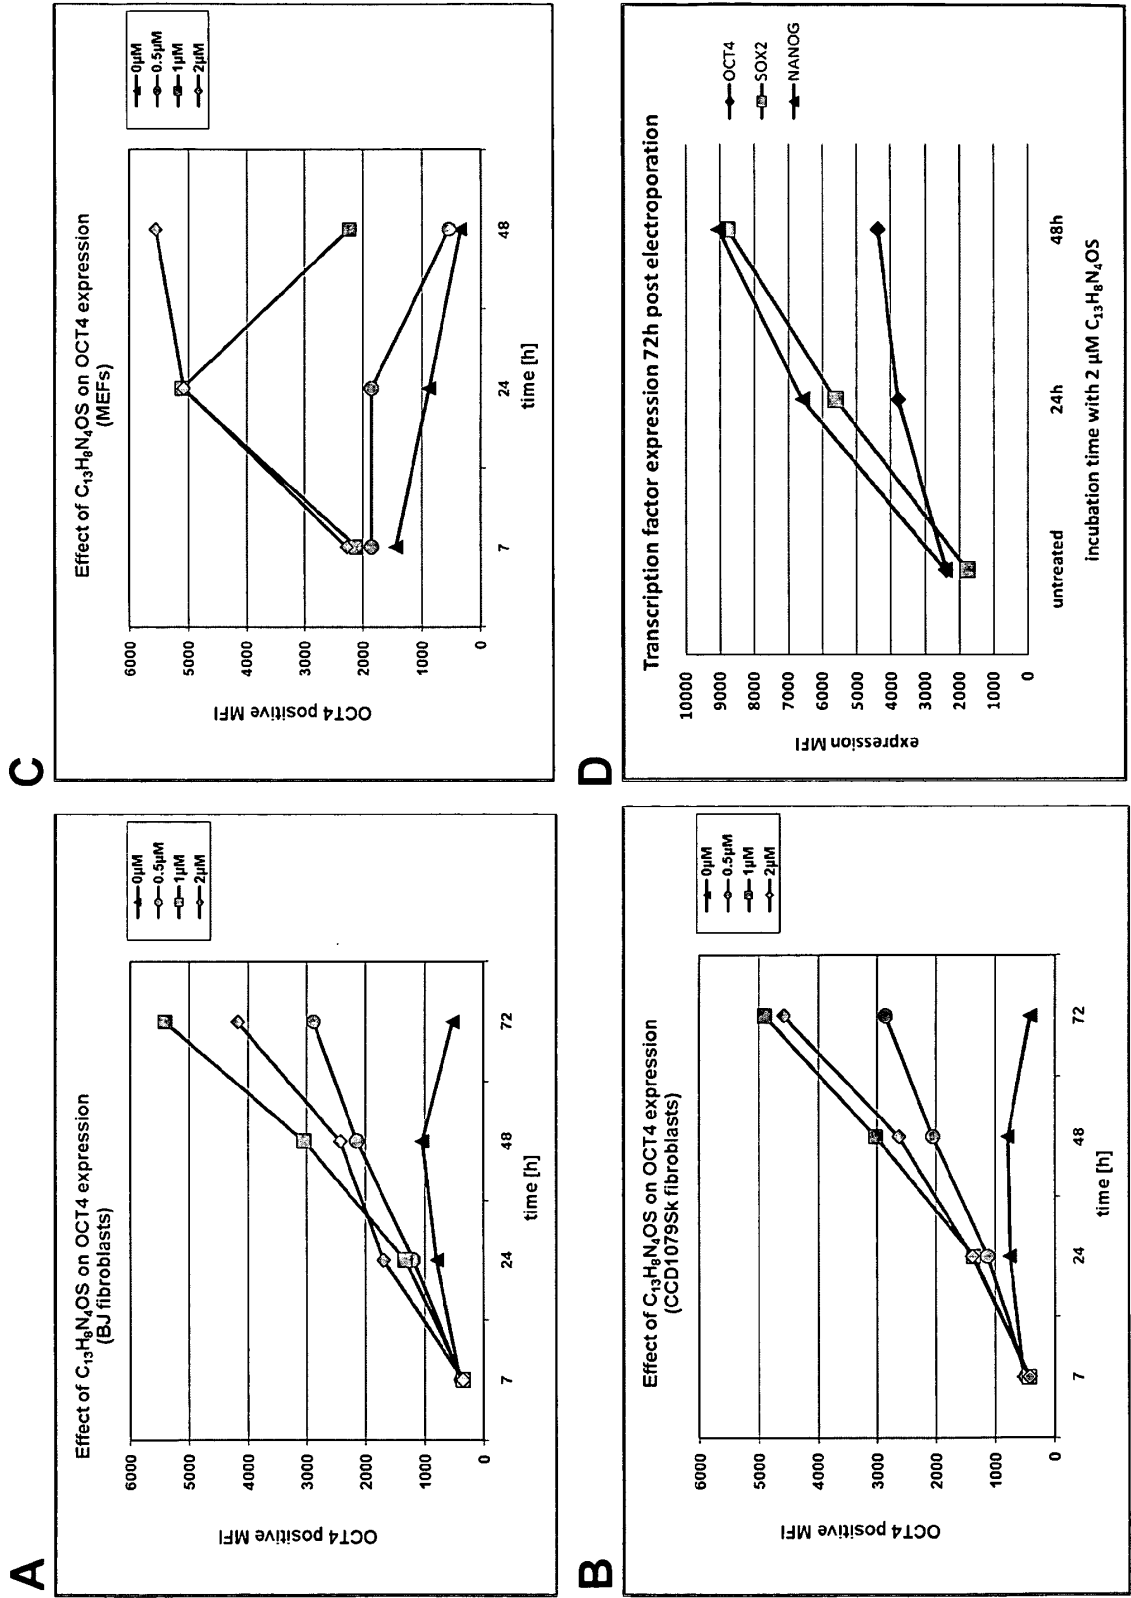 A
Effect of C₁₃H₈N₄OS on OCT4 expression
(BJ fibroblasts)
OCT4 positive MFI
6000
5000
4000
3000
2000
1000
0
7
24
48
72
time [h]
0µM
0.5µM
1µM
2µM
B
Effect of C₁₃H₈N₄OS on OCT4 expression
(CCD1079Sk fibroblasts)
OCT4 positive MFI
6000
5000
4000
3000
2000
1000
0
7
24
48
72
time [h]
0µM
0.5µM
1µM
2µM
C
Effect of C₁₃H₈N₄OS on OCT4 expression
(MEFs)
OCT4 positive MFI
6000
5000
4000
3000
2000
1000
0
7
24
48
time [h]
0µM
0.5µM
1µM
2µM
D
Transcription factor expression 72h post electroporation
expression MFI
10000
9000
8000
7000
6000
5000
4000
3000
2000
1000
0
untreated
24h
48h
incubation time with 2 µM C₁₃H₈N₄OS
OCT4
SOX2
NANOG